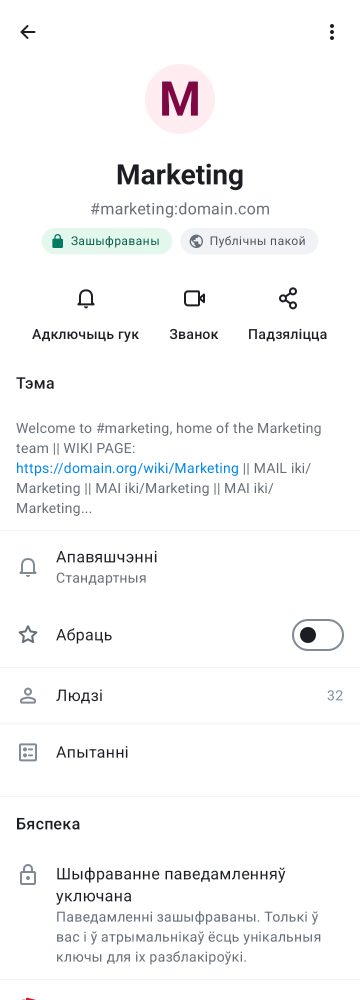 M
Marketing
#marketing:domain.com
Зашыфраваны Публічны пакой
Адключыць гук Званок Падзяліцца
Тэма
Welcome to #marketing, home of the Marketing
team || WIKI PAGE:
https://domain.org/wiki/Marketing || MAIL iki/
Marketing || MAI iki/Marketing || MAI iki/
Marketing...
Апавяшчэнні
Стандартныя
Абраць
Людзі 32
Апытанні
Бяспека
Шыфраванне паведамленняў
уключана
Паведамленні зашыфраваны. Толькі ў
вас і ў атрымальнікаў ёсць унікальныя
ключы для іх разблакіроўкі.